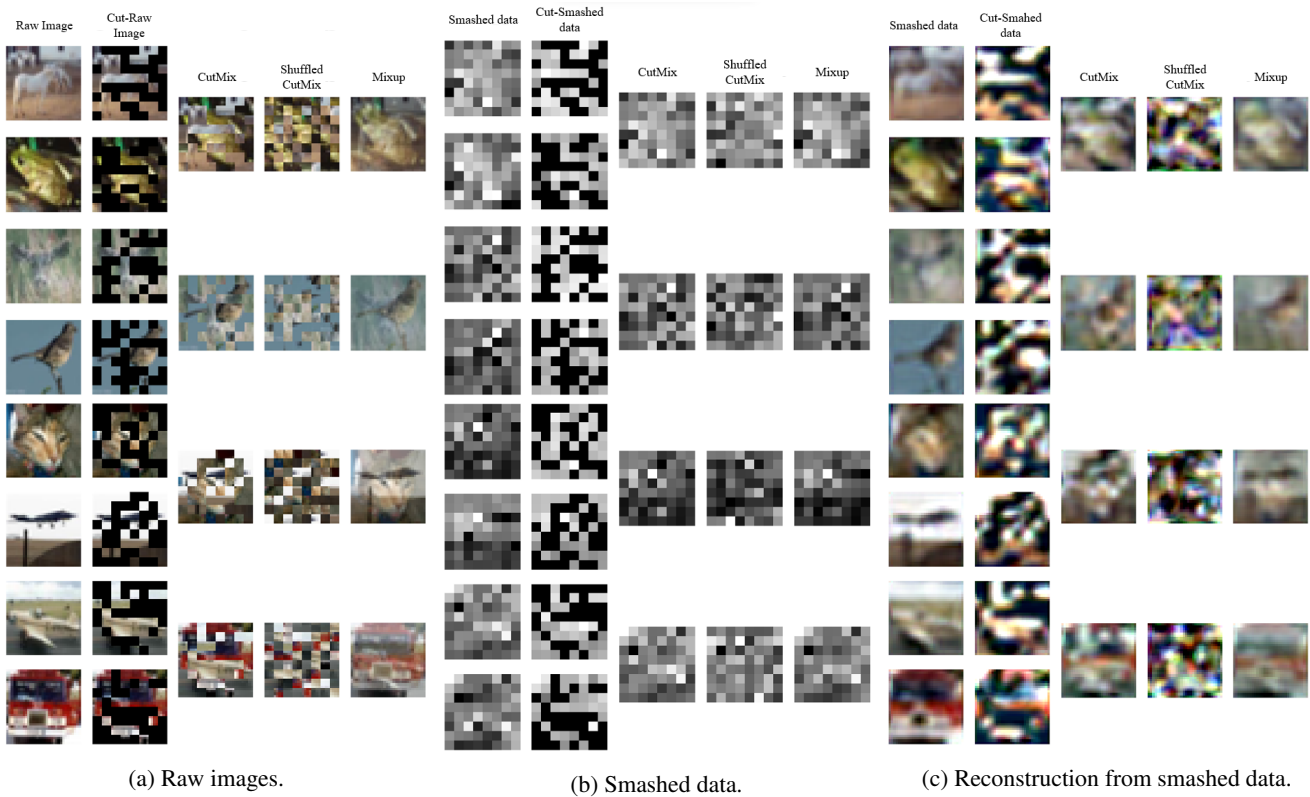 Raw Image
Cut-Raw
Image
CutMix
Shuffled
CutMix
Mixup
Smashed data
Cut-Smashed
data
CutMix
Shuffled
CutMix
Mixup
Smashed data
Cut-Smahed
data
CutMix
Shuffled
CutMix
Mixup
(a) Raw images.
(b) Smashed data.
(c) Reconstruction from smashed data.